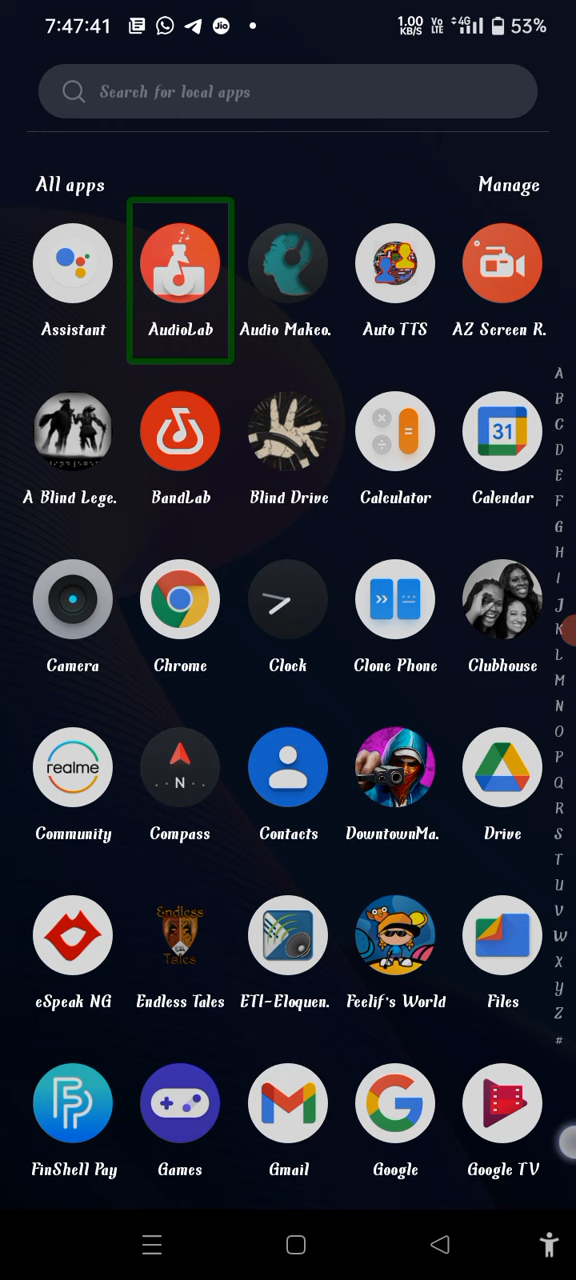 7:47:41 Jio 1.00 KB/S Vo LTE 4G 53%
Search for local apps
All apps Manage
Assistant AudioLab Audio Makeo. Auto TTS AZ Screen R.
A
B
31
A Blind Lege. BandLab Blind Drive Calculator Calendar
C
D
E
F
G
H
I
J
K
Camera Chrome Clock Clone Phone Clubhouse
L
M
N
O
P
Q
realme
N
Community Compass Contacts DowntownMa. Drive
R
S
T
U
V
W
X
Y
Z
Endless
Tales
eSpeak NG Endless Tales ETI-Eloquen. Feelif's World Files
#
FinShell Pay Games Gmail Google Google TV